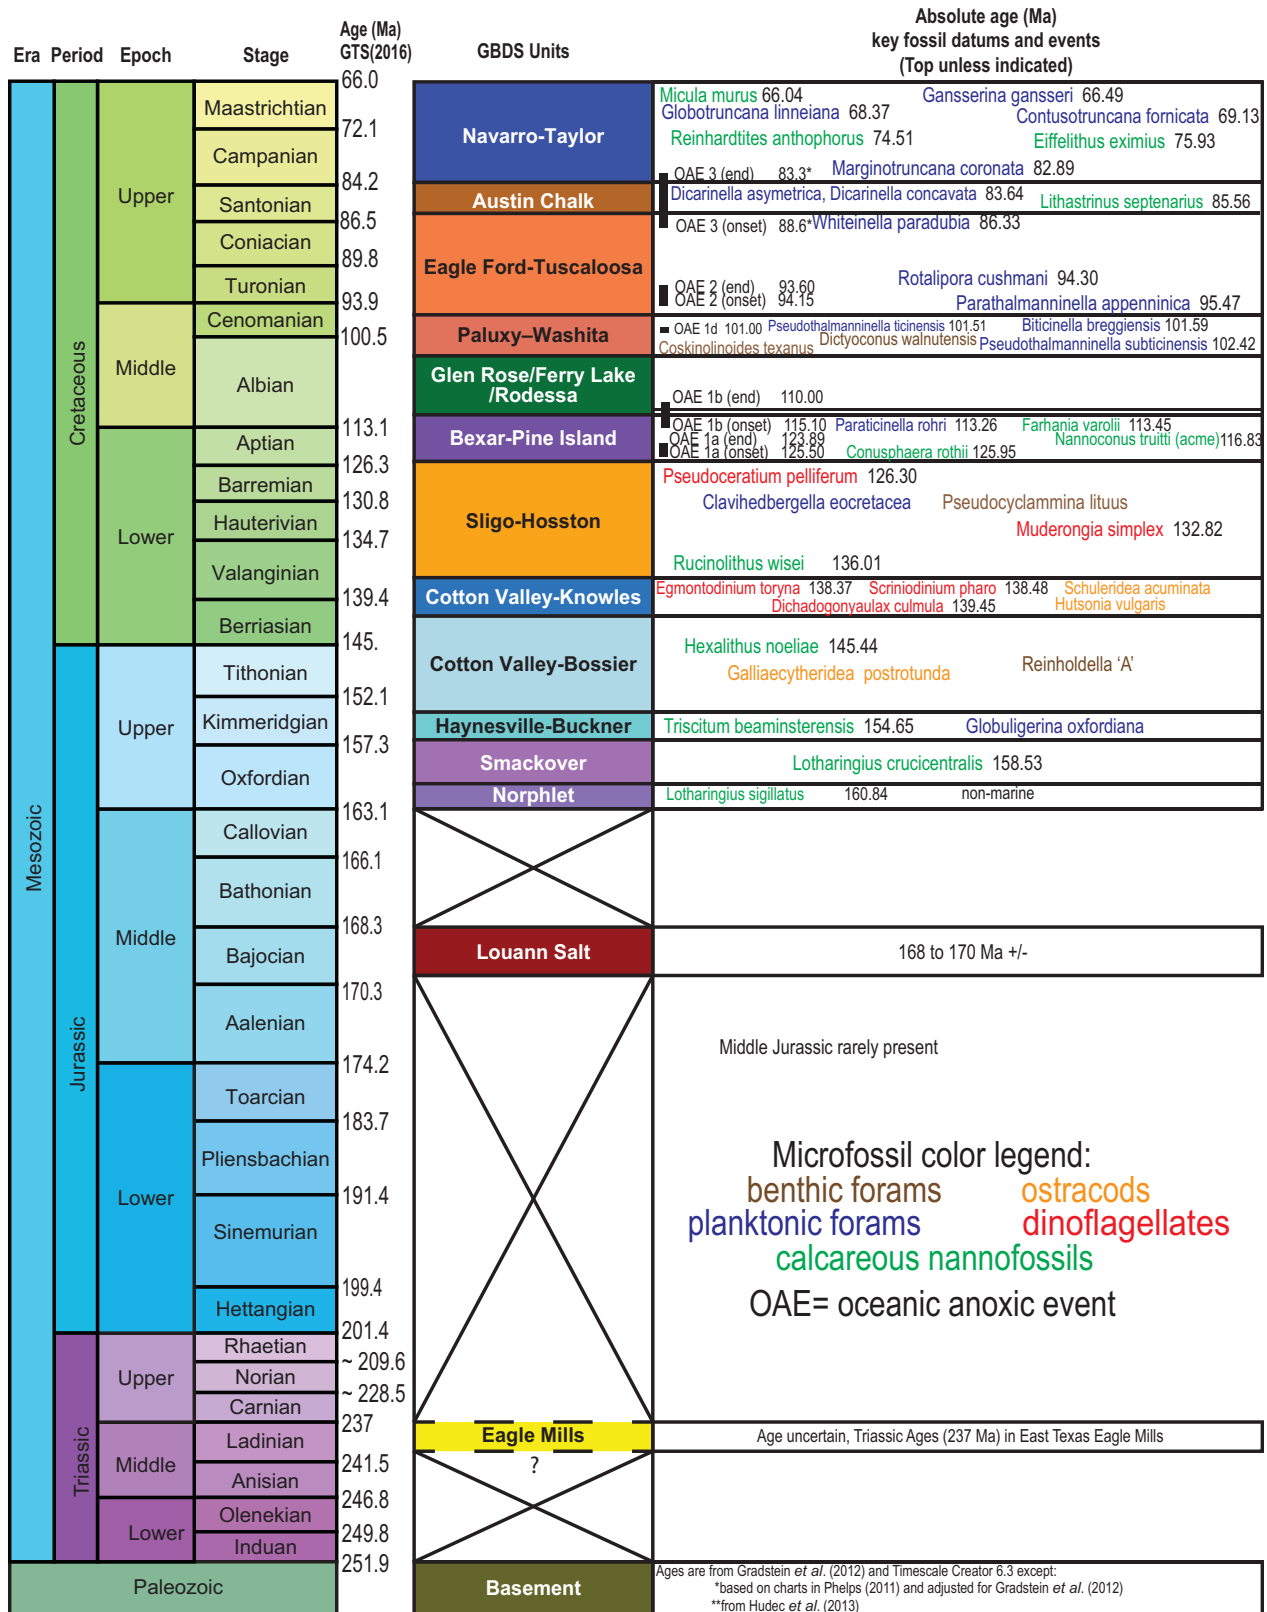 Era Period Epoch Stage Age (Ma) GTS(2016) GBDS Units Absolute age (Ma)
key fossil datums and events
(Top unless indicated)
Mesozoic
Cretaceous
Upper
Maastrichtian
Campanian
Santonian
Coniacian
Turonian
Middle
Cenomanian
Albian
Lower
Aptian
Barremian
Hauterivian
Valanginian
Berriasian
Jurassic
Upper
Tithonian
Kimmeridgian
Oxfordian
Middle
Callovian
Bathonian
Bajocian
Aalenian
Lower
Toarcian
Pliensbachian
Sinemurian
Hettangian
Triassic
Upper
Rhaetian
Norian
Carnian
Middle
Ladinian
Anisian
Lower
Olenekian
Induan
Paleozoic
66.0
72.1
84.2
86.5
89.8
93.9
100.5
113.1
126.3
130.8
134.7
139.4
145.
152.1
157.3
163.1
166.1
168.3
170.3
174.2
183.7
191.4
199.4
201.4
~ 209.6
~ 228.5
237
241.5
246.8
249.8
251.9
Navarro-Taylor
Micula murus 66.04 Gansserina gansseri 66.49
Globotruncana linneiana 68.37 Contusotruncana fornicata 69.13
Reinhardtites anthophorus 74.51 Eiffelithus eximius 75.93
OAE 3 (end) 83.3* Marginotruncana coronata 82.89
Austin Chalk
Dicarinella asymetrica, Dicarinella concavata 83.64 Lithastrinus septenarius 85.56
Eagle Ford-Tuscaloosa
OAE 3 (onset) 88.6* Whiteinella paradubia 86.33
Rotalipora cushmani 94.30
OAE 2 (end) 93.60
OAE 2 (onset) 94.15 Parathalmanninella appenninica 95.47
Paluxy–Washita
OAE 1d 101.00 Pseudothalmanninella ticinensis 101.51 Biticinella breggiensis 101.59
Coskinolinoides texanus Dictyoconus walnutensis Pseudothalmanninella subticinensis 102.42
Glen Rose/Ferry Lake
/Rodessa
OAE 1b (end) 110.00
Bexar-Pine Island
OAE 1b (onset) 115.10 Paraticinella rohri 113.26 Farhania varolii 113.45
OAE 1a (end) 123.89 Nannoconus truitti (acme) 116.83
OAE 1a (onset) 125.50 Conusphaera rothii 125.95
Sligo-Hosston
Pseudoceratium pelliferum 126.30
Clavihedbergella eocretacea Pseudocyclammina lituus
Muderongia simplex 132.82
Rucinolithus wisei 136.01
Cotton Valley-Knowles
Egmontodinium toryna 138.37 Scriniodinium pharo 138.48 Schuleridea acuminata
Dichadogonyaulax culmula 139.45 Hutsonia vulgaris
Cotton Valley-Bossier
Hexalithus noeliae 145.44
Galliaecytheridea postrotunda Reinholdella ‘A’
Haynesville-Buckner
Triscitum beaminsterensis 154.65 Globuligerina oxfordiana
Smackover
Lotharingius crucicentralis 158.53
Norphlet
Lotharingius sigillatus 160.84 non-marine
Louann Salt
168 to 170 Ma +/-
Middle Jurassic rarely present
Microfossil color legend:
benthic forams ostracods
planktonic forams dinoflagellates
calcareous nannofossils
OAE= oceanic anoxic event
Eagle Mills
Age uncertain, Triassic Ages (237 Ma) in East Texas Eagle Mills
?
Basement
Ages are from Gradstein et al. (2012) and Timescale Creator 6.3 except:
*based on charts in Phelps (2011) and adjusted for Gradstein et al. (2012)
**from Hudec et al. (2013)